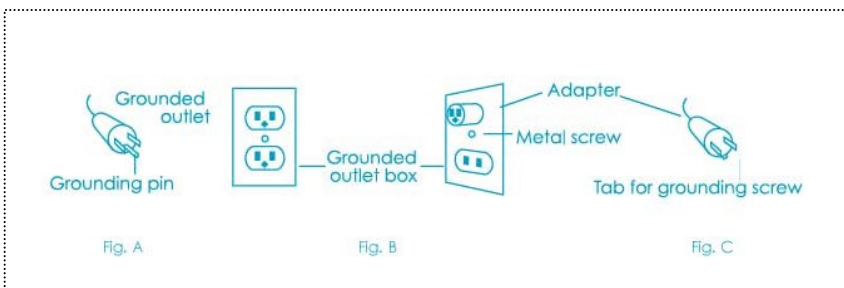 Grounded
outlet
Grounding pin
Grounded
outlet box
Adapter
Metal screw
Tab for grounding screw
Fig. A
Fig. B
Fig. C